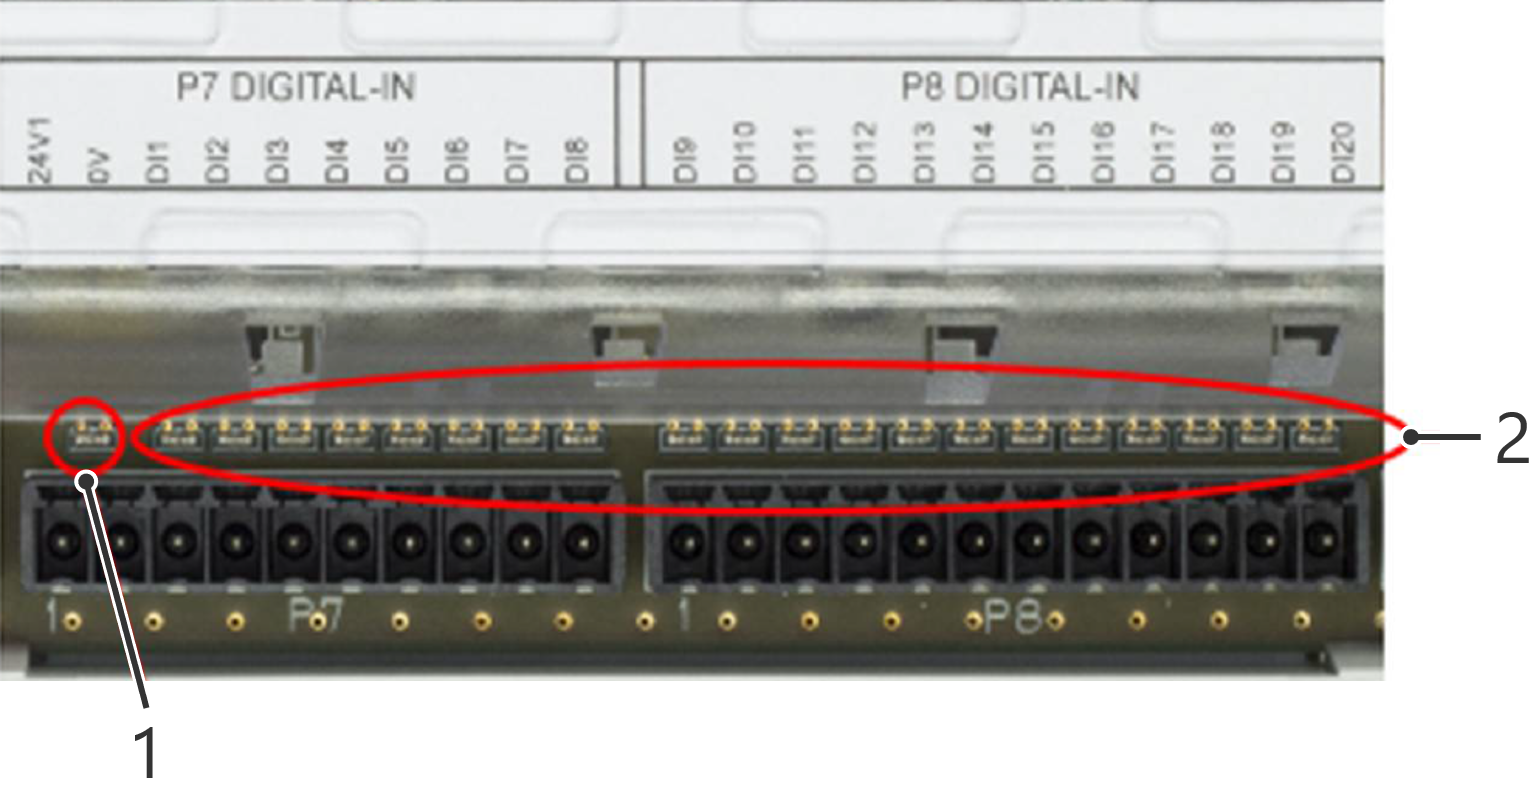 P7 DIGITAL-IN
P8 DIGITAL-IN
24V1 0V DI1 DI2 DI3 DI4 DI5 DI6 DI7 DI8
DI9 DI10 DI11 DI12 DI13 DI14 DI15 DI16 DI17 DI18 DI19 DI20
2
1 P7
1 P8
1